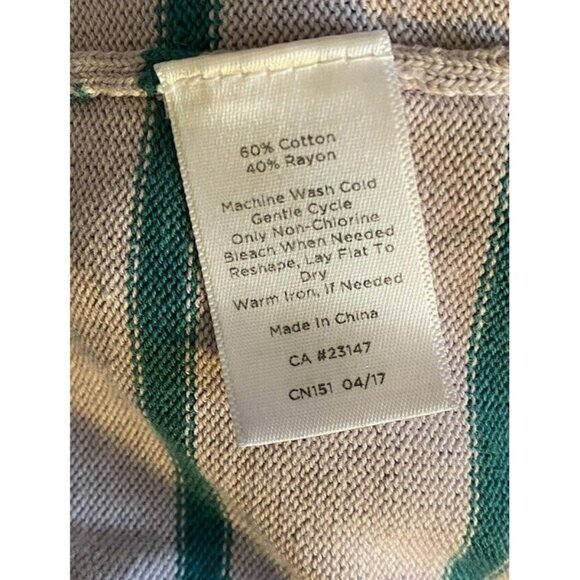 60% Cotton
40% Rayon
Machine Wash Cold
Gentle Cycle
Only Non-Chlorine
Bleach When Needed
Reshape, Lay Flat To
Dry
Warm Iron, If Needed
Made In China
CA #23147
CN151 04/17